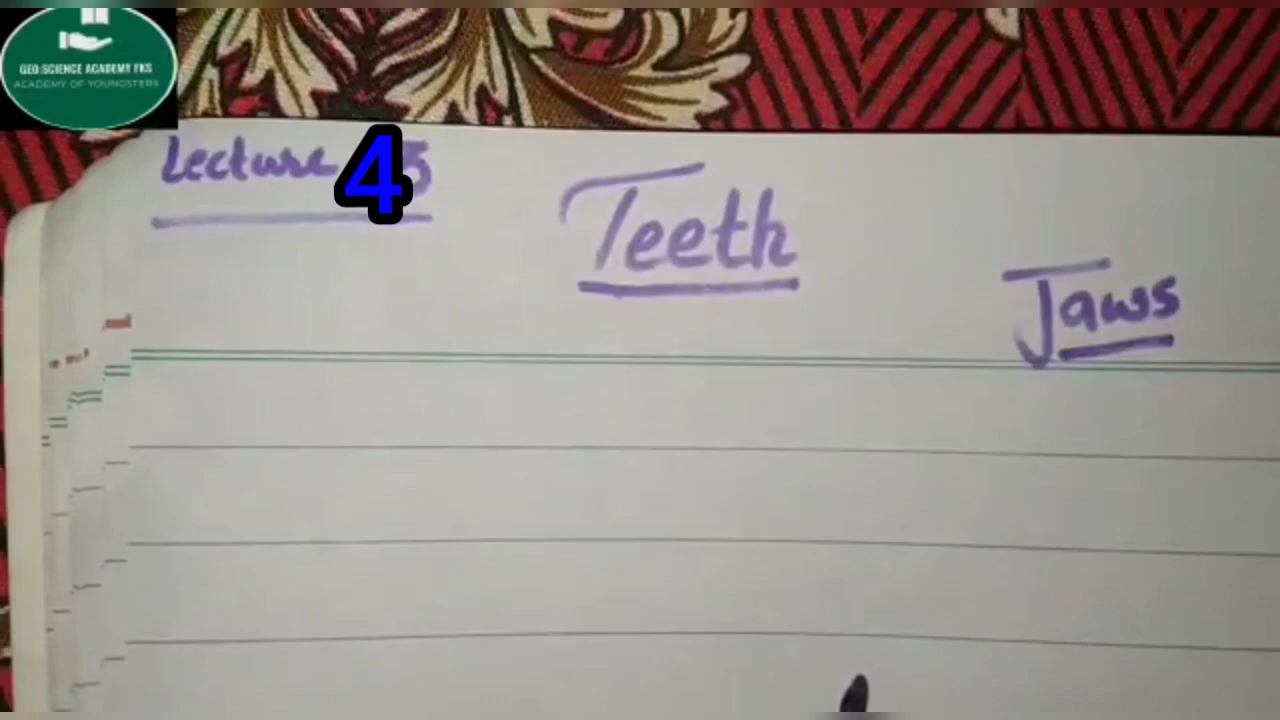 GEO SCIENCE ACADEMY FKS
ACADEMY OF YOUNGSTERS
Lecture 4
Teeth
Jaws